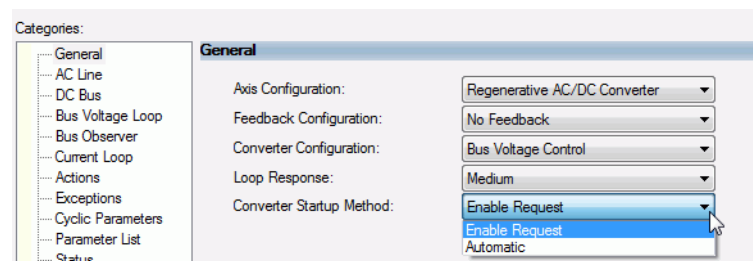 Categories:
General
AC Line
DC Bus
Bus Voltage Loop
Bus Observer
Current Loop
Actions
Exceptions
Cyclic Parameters
Parameter List
Status
General
Axis Configuration: Regenerative AC/DC Converter
Feedback Configuration: No Feedback
Converter Configuration: Bus Voltage Control
Loop Response: Medium
Converter Startup Method: Enable Request
Enable Request
Automatic